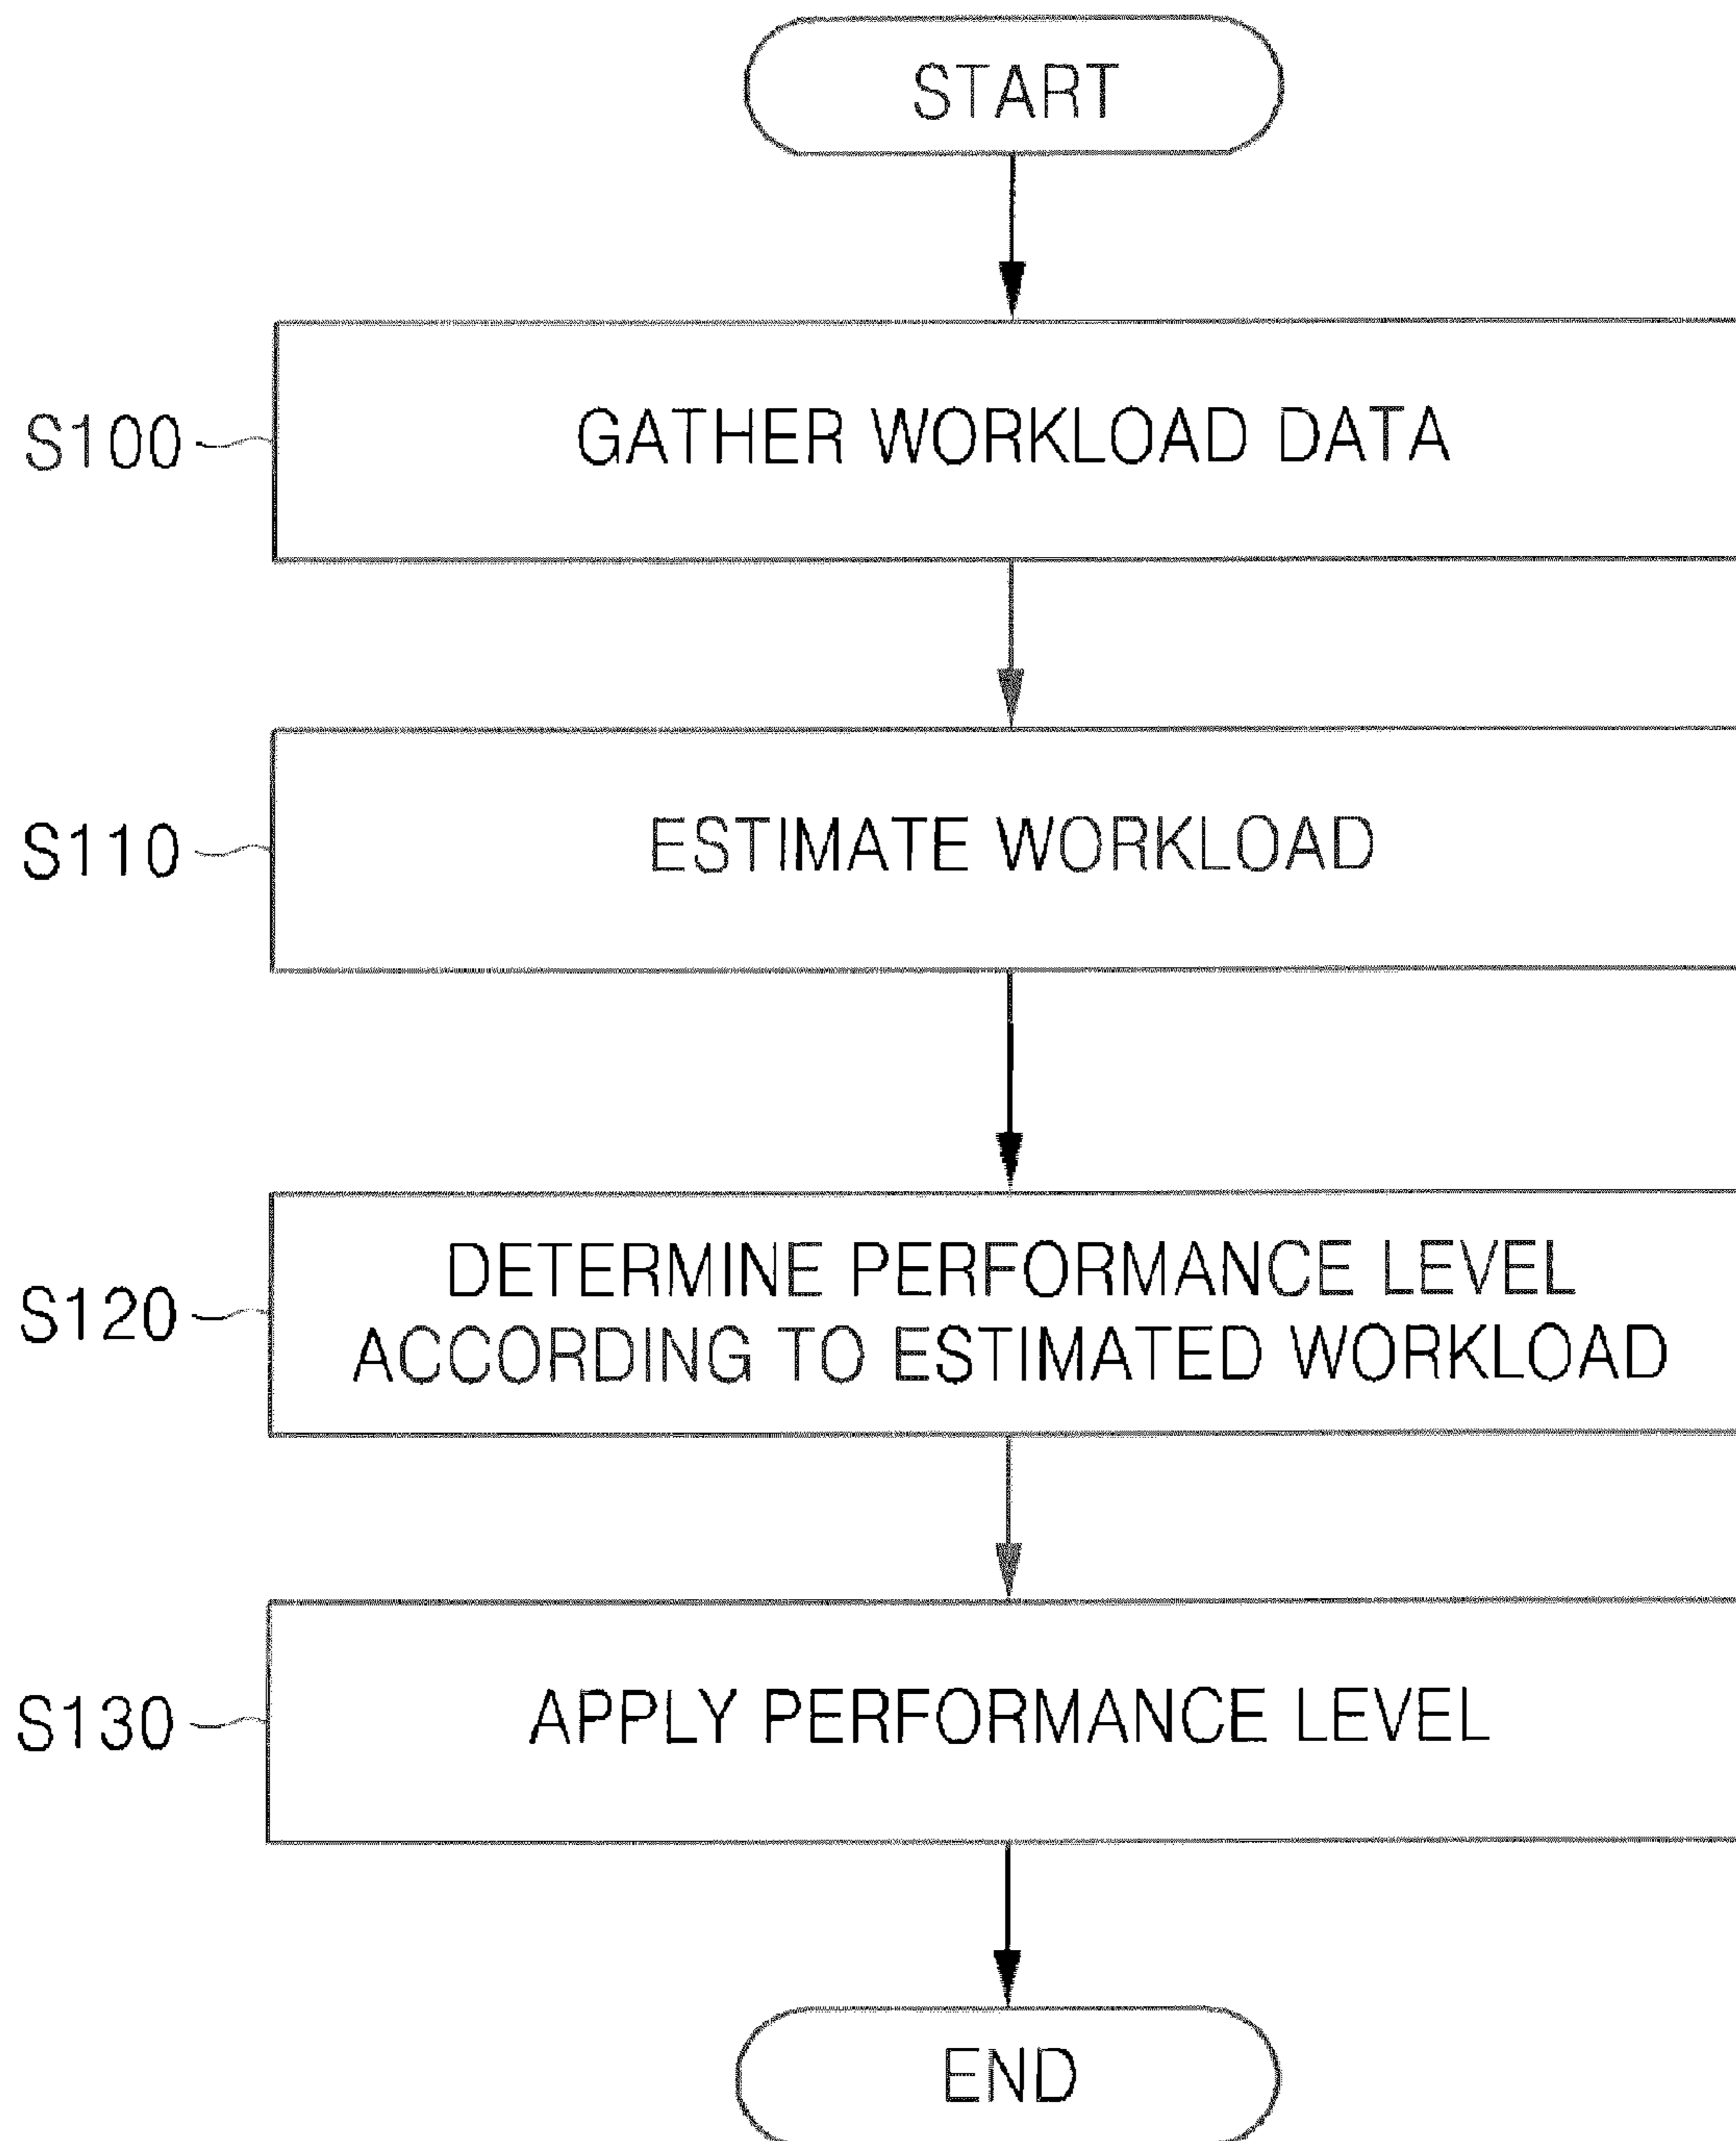 START
S100
GATHER WORKLOAD DATA
S110
ESTIMATE WORKLOAD
S120
DETERMINE PERFORMANCE LEVEL
ACCORDING TO ESTIMATED WORKLOAD
S130
APPLY PERFORMANCE LEVEL
END